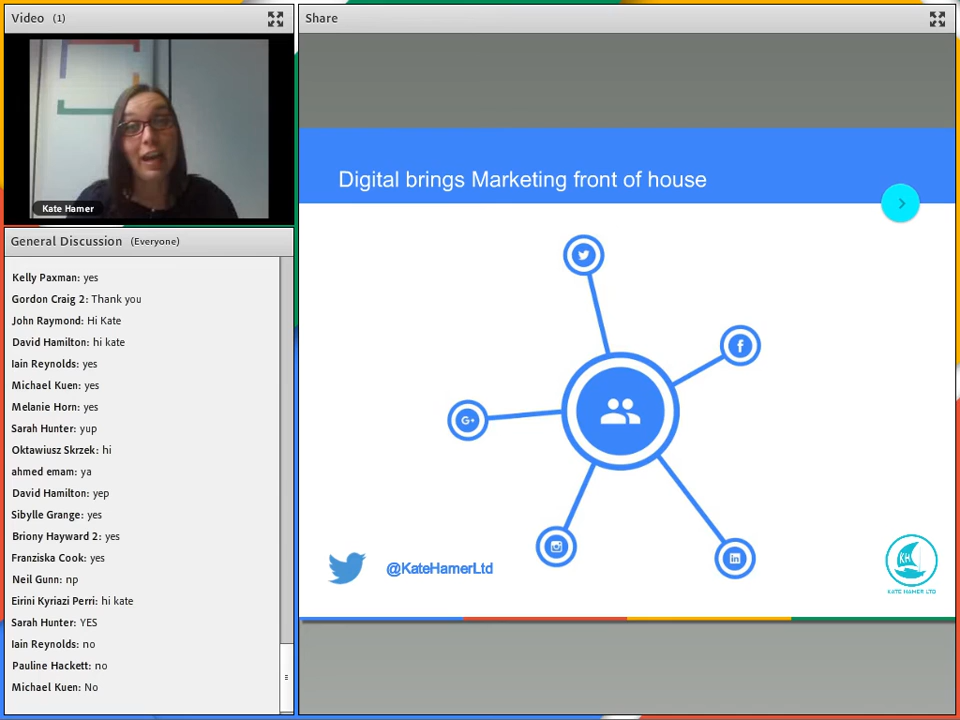 Video (1)
Share
Kate Hamer
General Discussion (Everyone)
Kelly Paxman: yes
Gordon Craig 2: Thank you
John Raymond: Hi Kate
David Hamilton: hi kate
Iain Reynolds: yes
Michael Kuen: yes
Melanie Horn: yes
Sarah Hunter: yup
Oktawiusz Skrzek: hi
ahmed emam: ya
David Hamilton: yep
Sibylle Grange: yes
Briony Hayward 2: yes
Franziska Cook: yes
Neil Gunn: np
Eirini Kyriazi Perri: hi kate
Sarah Hunter: YES
Iain Reynolds: no
Pauline Hackett: no
Michael Kuen: No
Digital brings Marketing front of house
G+
f
in
@KateHamerLtd
KH
KATE HAMER LTD